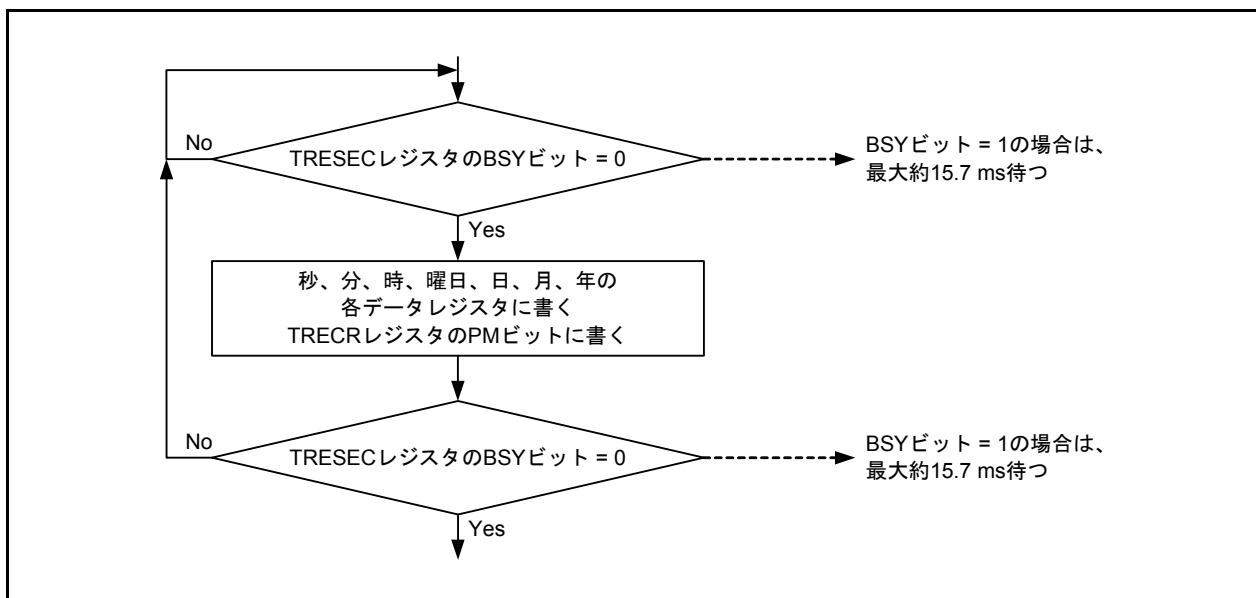 No
TRESECレジスタのBSYビット = 0
BSYビット = 1の場合は、
最大約15.7 ms待つ
Yes
秒、分、時、曜日、日、月、年の
各データレジスタに書く
TRECRレジスタのPMビットに書く
No
TRESECレジスタのBSYビット = 0
BSYビット = 1の場合は、
最大約15.7 ms待つ
Yes